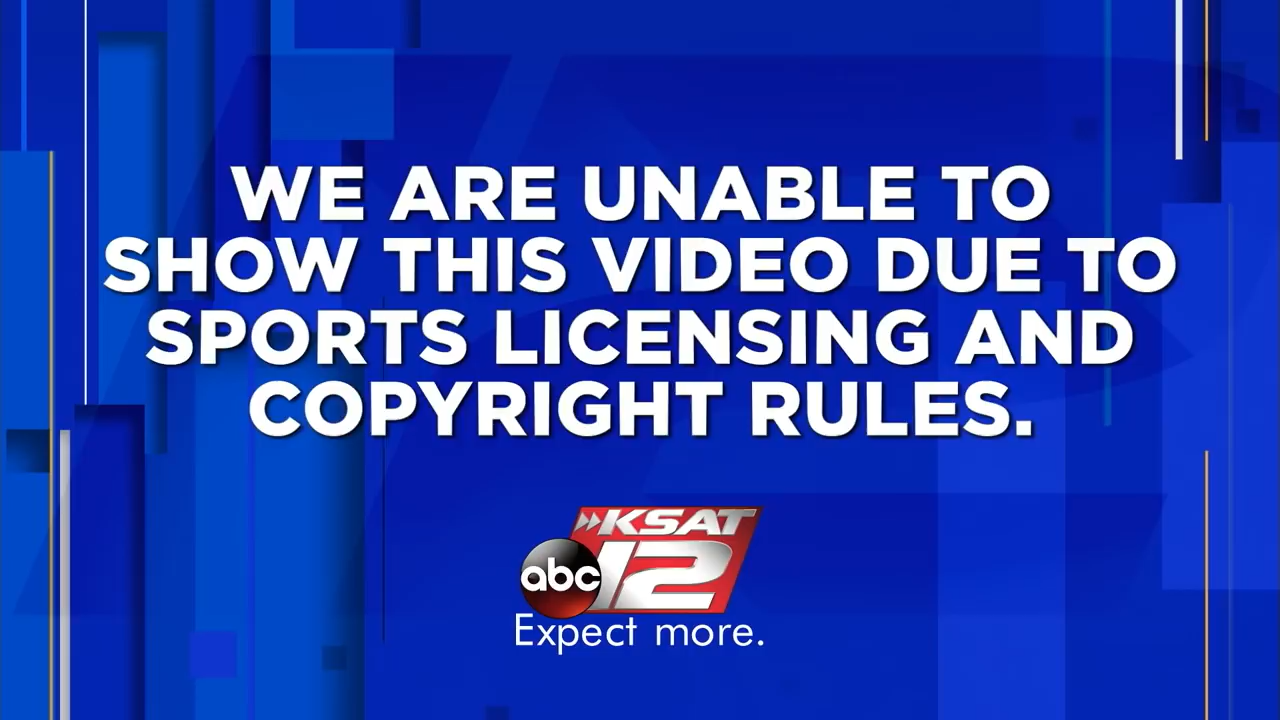 WE ARE UNABLE TO
SHOW THIS VIDEO DUE TO
SPORTS LICENSING AND
COPYRIGHT RULES.
KSAT
abc 12
Expect more.